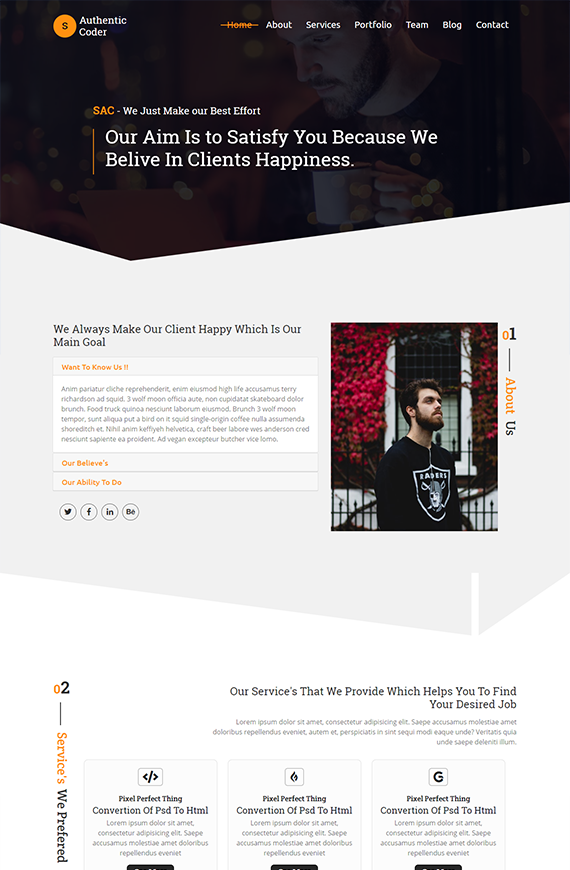 S
Authentic
Coder
Home About Services Portfolio Team Blog Contact
SAC - We Just Make our Best Effort
Our Aim Is to Satisfy You Because We
Belive In Clients Happiness.
We Always Make Our Client Happy Which Is Our
Main Goal
Want To Know Us !!
Anim pariatur cliche reprehenderit, enim eiusmod high life accusamus terry
richardson ad squid. 3 wolf moon officia aute, non cupidatat skateboard dolor
brunch. Food truck quinoa nesciunt laborum eiusmod. Brunch 3 wolf moon
tempor, sunt aliqua put a bird on it squid single-origin coffee nulla assumenda
shoreditch et. Nihil anim keffiyeh helvetica, craft beer labore wes anderson cred
nesciunt sapiente ea proident. Ad vegan excepteur butcher vice lomo.
Our Believe's
Our Ability To Do
Bē
RAIDERS
01
About Us
02
Service's We Prefered
Our Service's That We Provide Which Helps You To Find
Your Desired Job
Lorem ipsum dolor sit amet, consectetur adipisicing elit. Saepe accusamus molestiae amet
doloribus repellendus eveniet, autem et, perspiciatis in sint sequi modi eaque unde? Veritatis quia
unde saepe deleniti illum.
Pixel Perfect Thing
Convertion Of Psd To Html
Lorem ipsum dolor sit amet,
consectetur adipisicing elit. Saepe
accusamus molestiae amet
doloribus repellendus eveniet
Pixel Perfect Thing
Convertion Of Psd To Html
Lorem ipsum dolor sit amet,
consectetur adipisicing elit. Saepe
accusamus molestiae amet
doloribus repellendus eveniet
G
Pixel Perfect Thing
Convertion Of Psd To Html
Lorem ipsum dolor sit amet,
consectetur adipisicing elit. Saepe
accusamus molestiae amet
doloribus repellendus eveniet